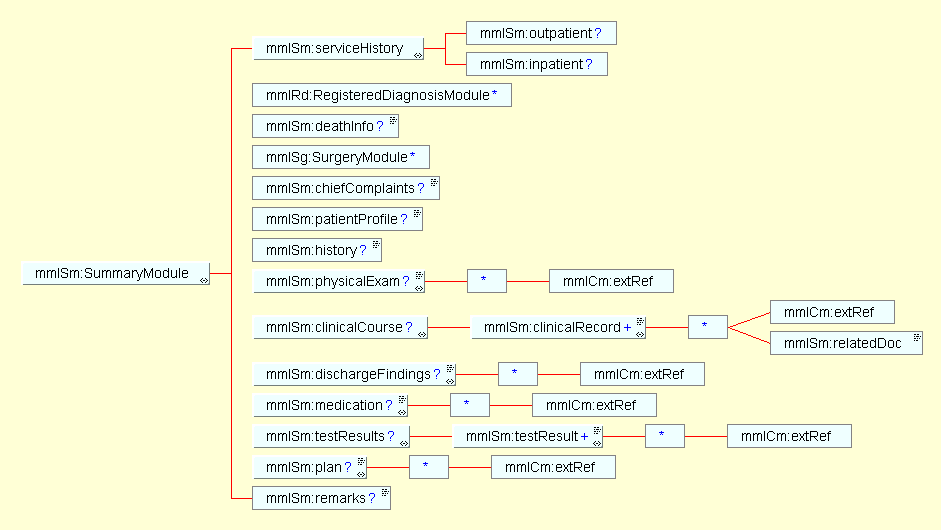 mmlSm:SummaryModule
mmlSm:serviceHistory
mmlSm:outpatient?
mmlSm:inpatient?
mmlRd:RegisteredDiagnosisModule*
mmlSm:deathInfo?
mmlSg:SurgeryModule*
mmlSm:chiefComplaints?
mmlSm:patientProfile?
mmlSm:history?
mmlSm:physicalExam? * mmlCm:extRef
mmlSm:clinicalCourse? mmlSm:clinicalRecord+ *
mmlCm:extRef
mmlSm:relatedDoc
mmlSm:dischargeFindings? * mmlCm:extRef
mmlSm:medication? * mmlCm:extRef
mmlSm:testResults? mmlSm:testResult+ * mmlCm:extRef
mmlSm:plan? * mmlCm:extRef
mmlSm:remarks?